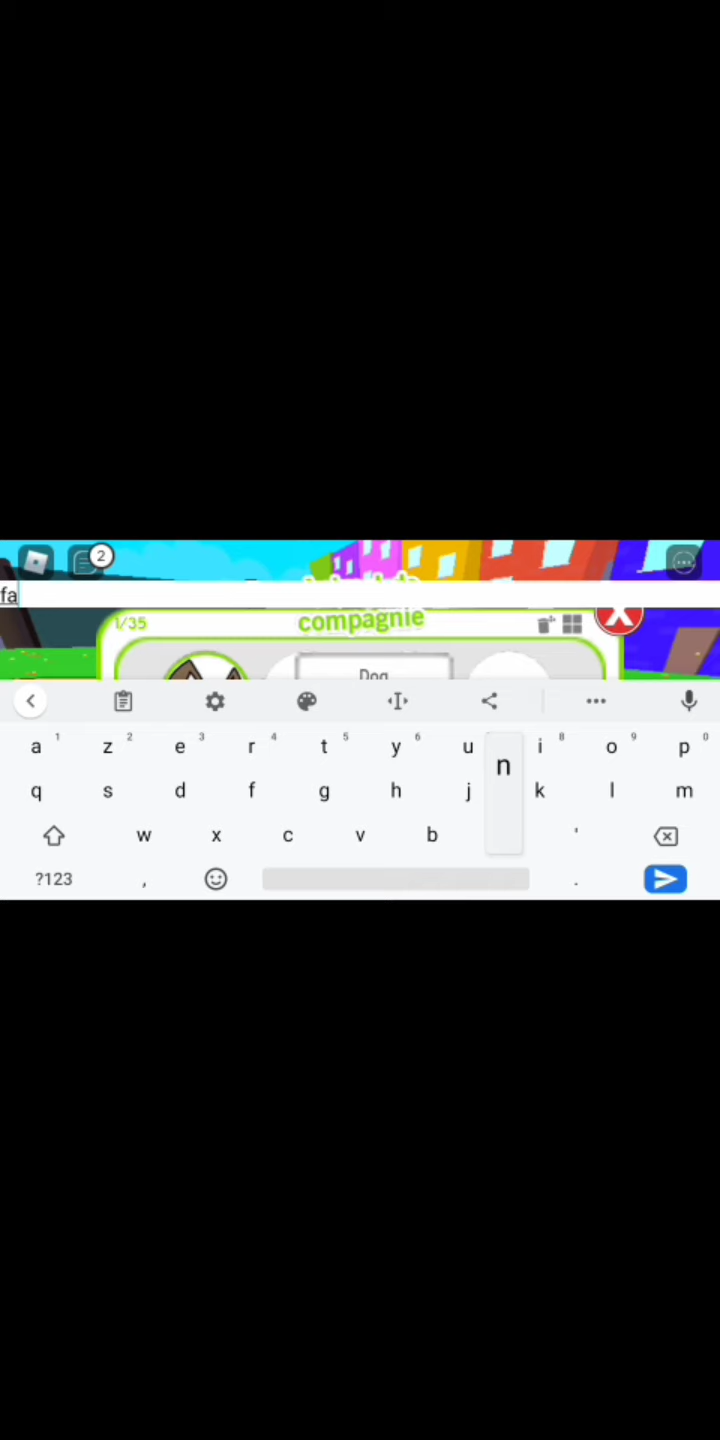 2
fa
1/35
compagnie
Dog
a 1 z 2 e 3 r 4 t 5 y 6 u i 8 o 9 p 0
n
q s d f g h j k l m
w x c v b '
?123 , .